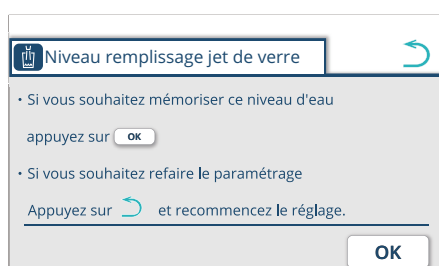 Niveau remplissage jet de verre
• Si vous souhaitez mémoriser ce niveau d'eau
appuyez sur OK
• Si vous souhaitez refaire le paramétrage
Appuyez sur et recommencez le réglage.
OK